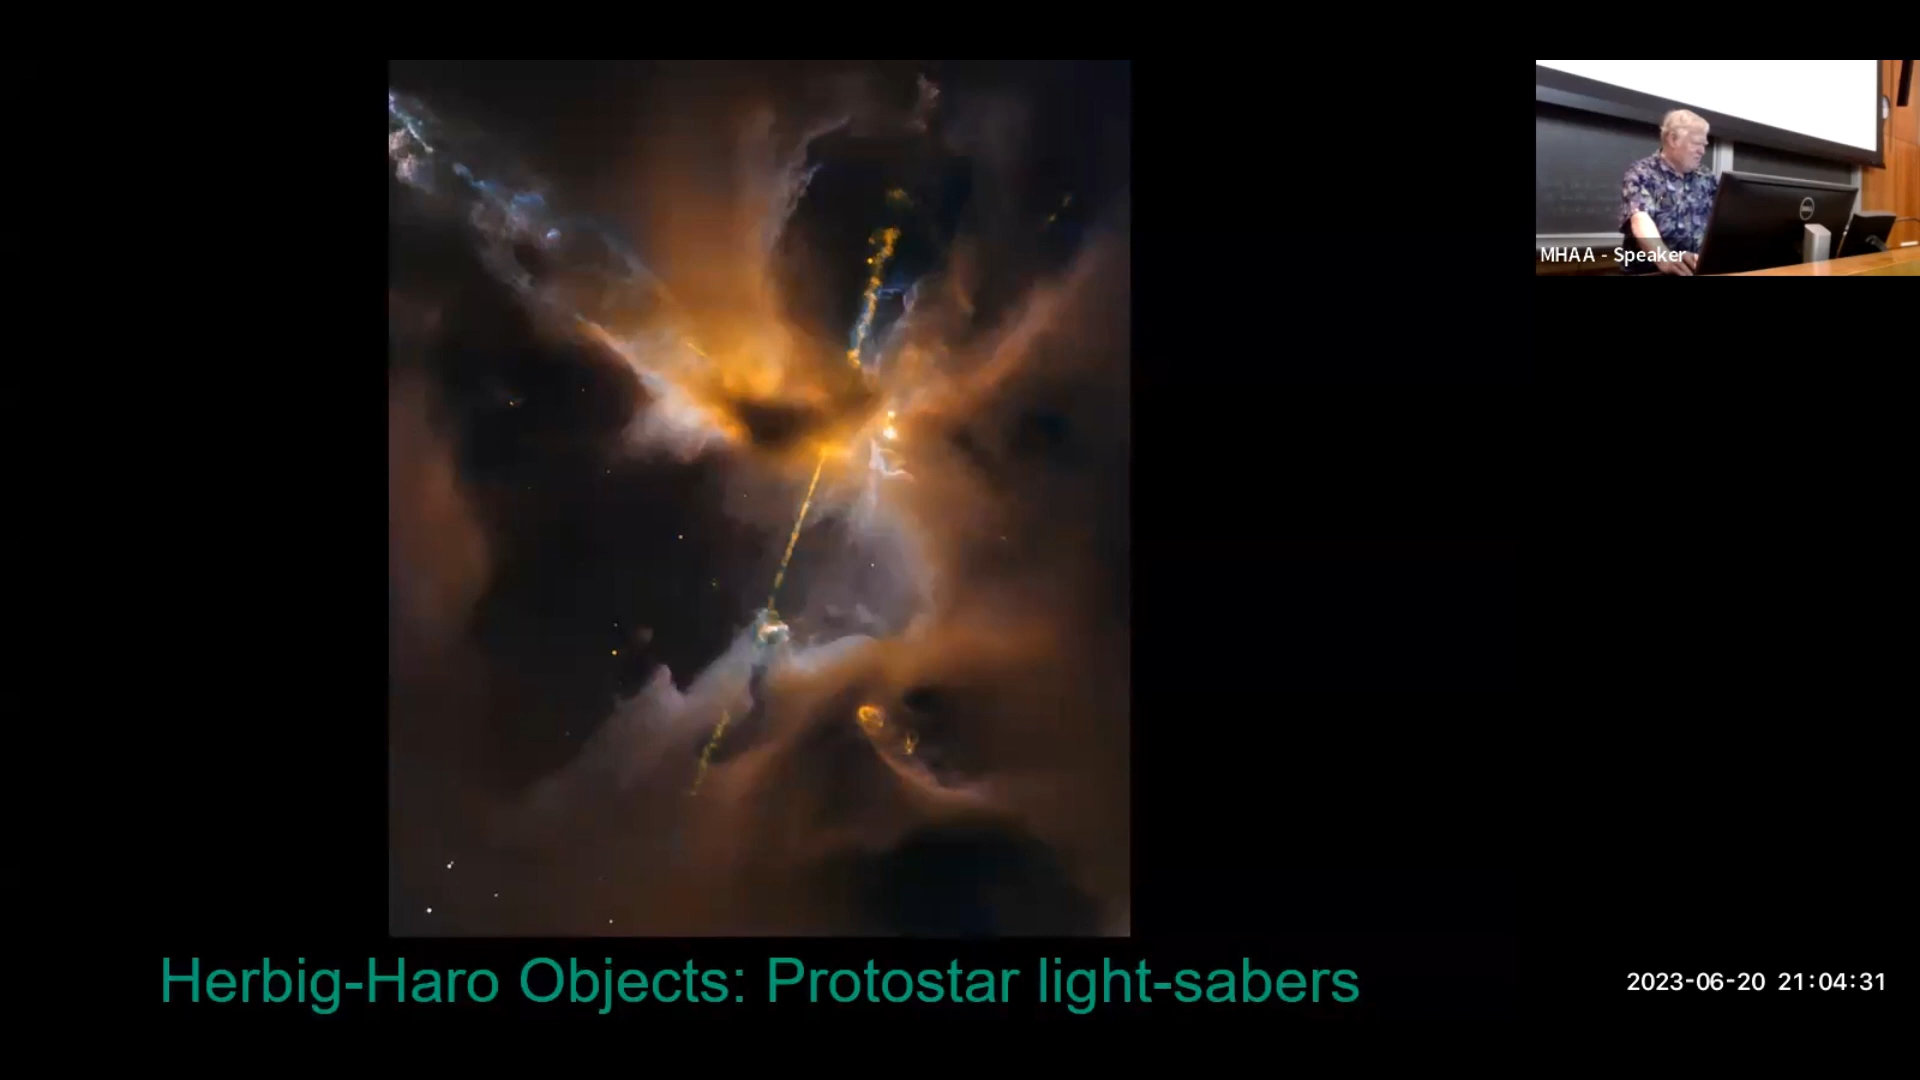 MHAA - Speaker
Herbig-Haro Objects: Protostar light-sabers
2023-06-20 21:04:31